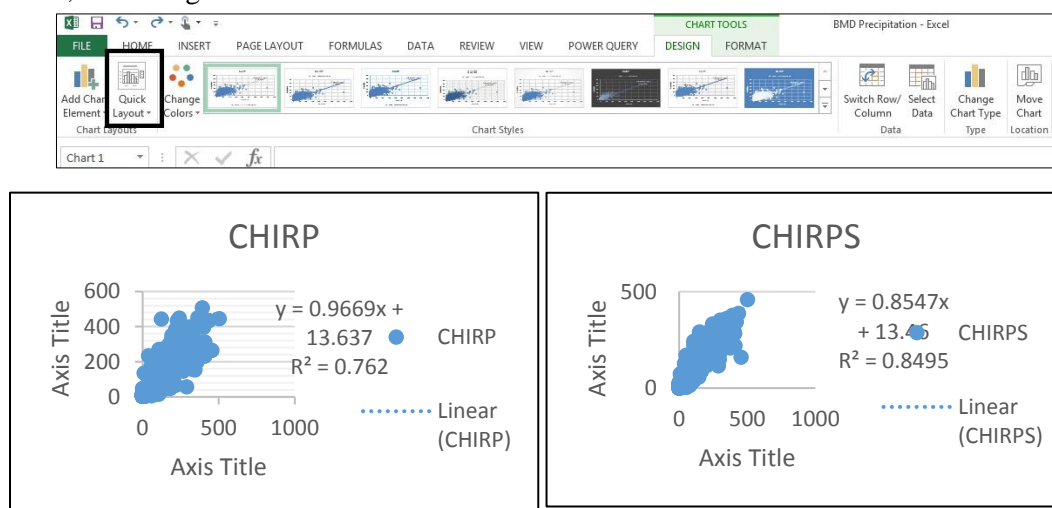 BMD Precipitation - Excel
CHART TOOLS
FILE HOME INSERT PAGE LAYOUT FORMULAS DATA REVIEW VIEW POWER QUERY DESIGN FORMAT
Add Chart
Element
Quick
Layout
Change
Colors
Switch Row/
Column
Select
Data
Change
Chart Type
Move
Chart
Chart Layouts
Chart Styles
Data
Type
Location
Chart 1
fx
CHIRP
Axis Title
600
400
200
0
0 500 1000
Axis Title
y = 0.9669x +
13.637
R² = 0.762
CHIRP
Linear
(CHIRP)
CHIRPS
Axis Title
500
0
0 500 1000
Axis Title
y = 0.8547x
+ 13.46
R² = 0.8495
CHIRPS
Linear
(CHIRPS)